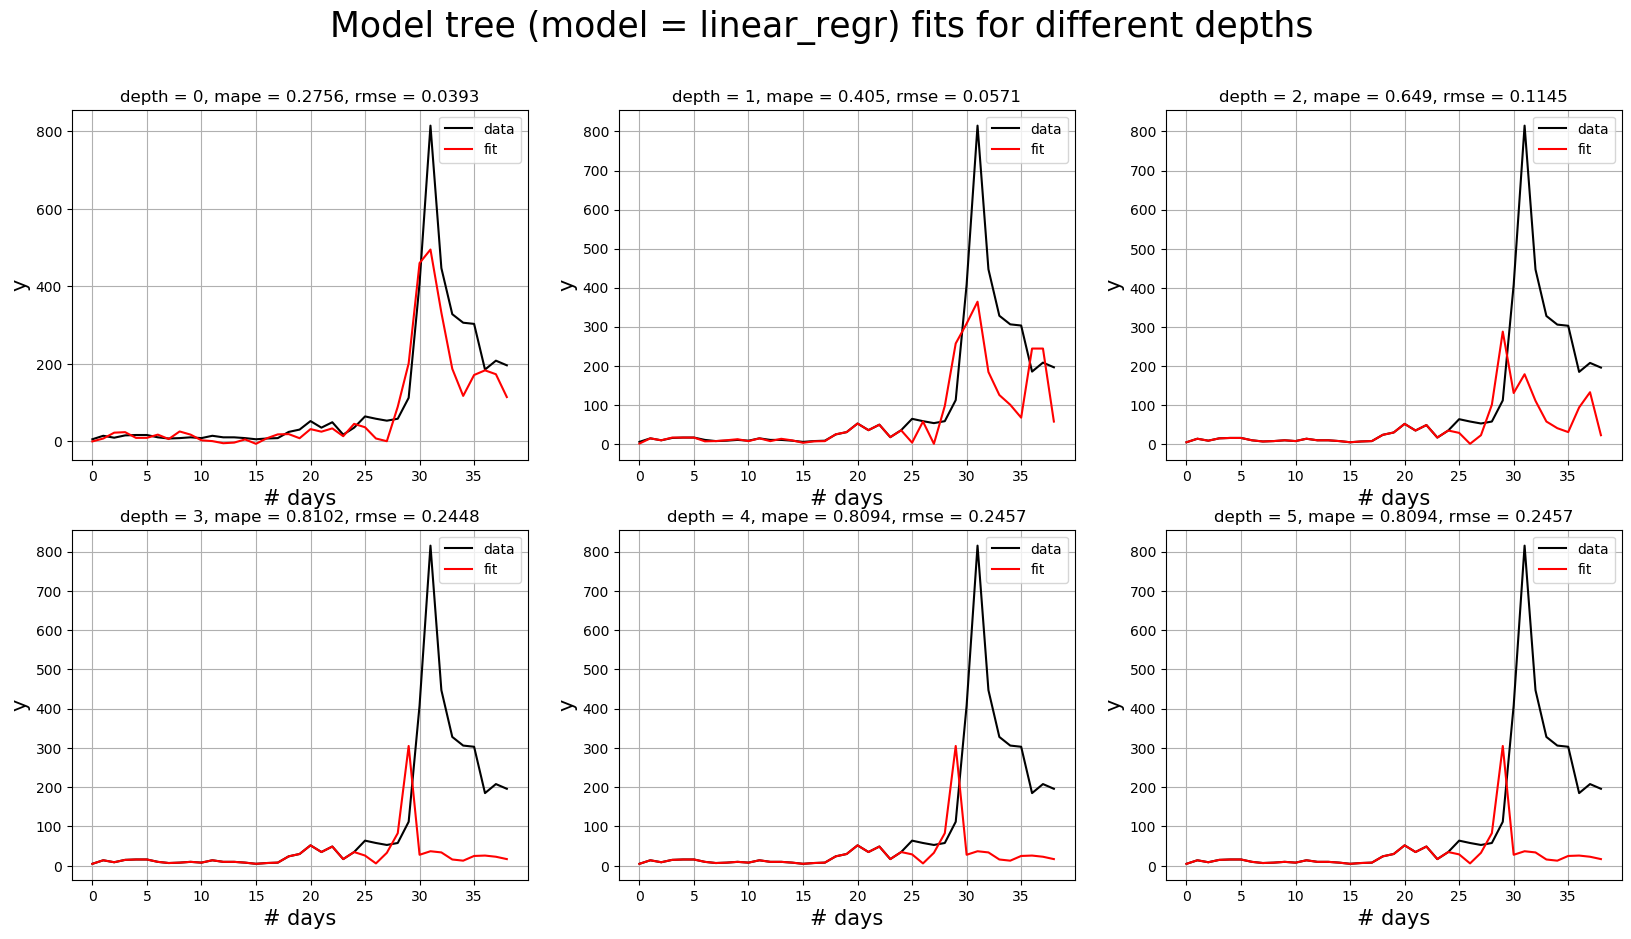 Model tree (model = linear_regr) fits for different depths
depth = 0, mape = 0.2756, rmse = 0.0393
data
fit
800
600
400
200
0
y
0 5 10 15 20 25 30 35
# days
depth = 1, mape = 0.405, rmse = 0.0571
data
fit
800
700
600
500
400
300
200
100
0
y
0 5 10 15 20 25 30 35
# days
depth = 2, mape = 0.649, rmse = 0.1145
data
fit
800
700
600
500
400
300
200
100
0
y
0 5 10 15 20 25 30 35
# days
depth = 3, mape = 0.8102, rmse = 0.2448
data
fit
800
700
600
500
400
300
200
100
0
y
0 5 10 15 20 25 30 35
# days
depth = 4, mape = 0.8094, rmse = 0.2457
data
fit
800
700
600
500
400
300
200
100
0
y
0 5 10 15 20 25 30 35
# days
depth = 5, mape = 0.8094, rmse = 0.2457
data
fit
800
700
600
500
400
300
200
100
0
y
0 5 10 15 20 25 30 35
# days